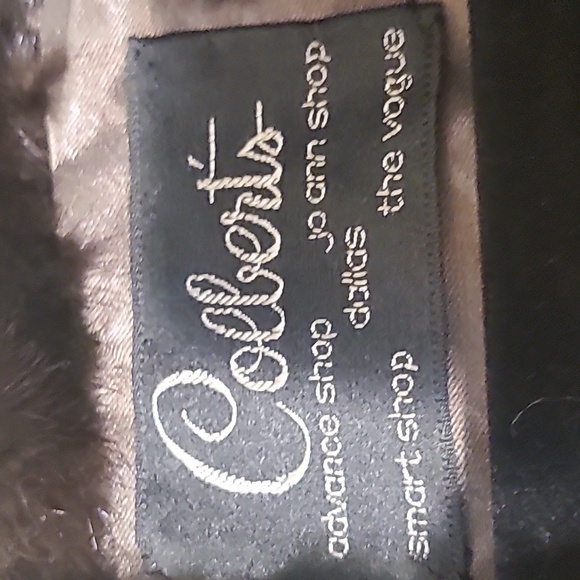 Colbert's
advance shop jo ann shop
dallas
smart shop the vogue